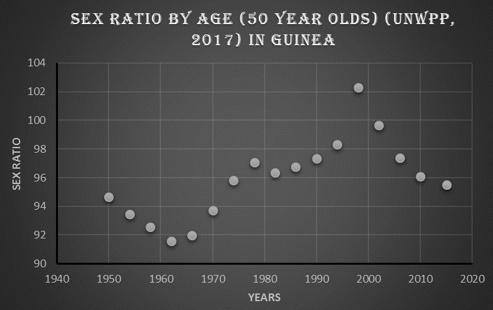 SEX RATIO BY AGE (50 YEAR OLDS) (UNWPP,
2017) IN GUINEA
104
102
100
98
96
94
92
90
SEX RATIO
1940 1950 1960 1970 1980 1990 2000 2010 2020
YEARS